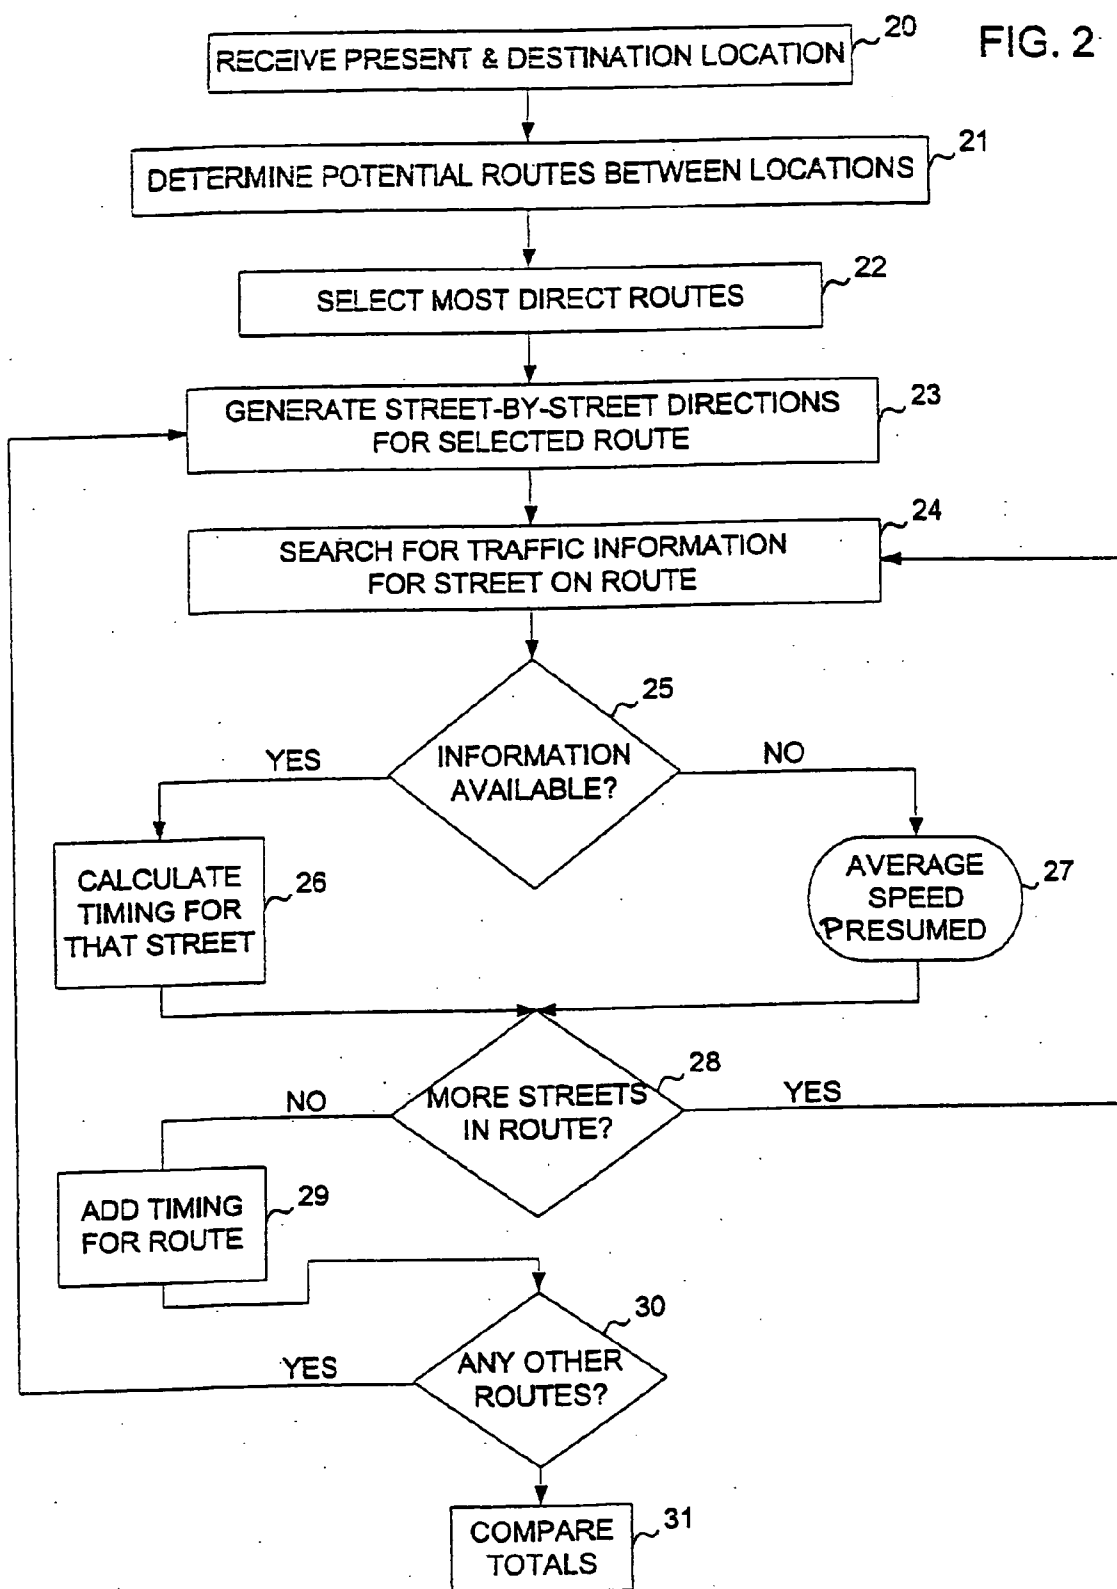 FIG. 2
20
RECEIVE PRESENT & DESTINATION LOCATION
21
DETERMINE POTENTIAL ROUTES BETWEEN LOCATIONS
22
SELECT MOST DIRECT ROUTES
23
GENERATE STREET-BY-STREET DIRECTIONS
FOR SELECTED ROUTE
24
SEARCH FOR TRAFFIC INFORMATION
FOR STREET ON ROUTE
25
INFORMATION
AVAILABLE?
YES
NO
CALCULATE
TIMING FOR
THAT STREET
26
AVERAGE
SPEED
PRESUMED
27
28
MORE STREETS
IN ROUTE?
NO
YES
ADD TIMING
FOR ROUTE
29
30
ANY OTHER
ROUTES?
YES
COMPARE
TOTALS
31